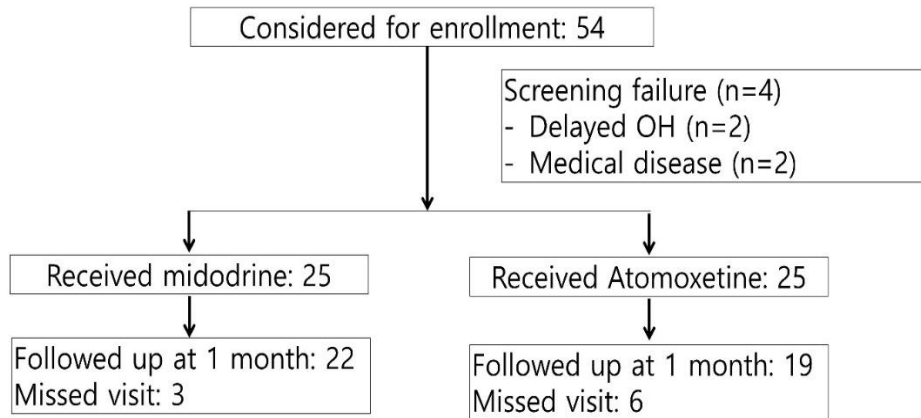 Considered for enrollment: 54
Screening failure (n=4)
- Delayed OH (n=2)
- Medical disease (n=2)
Received midodrine: 25
Received Atomoxetine: 25
Followed up at 1 month: 22
Missed visit: 3
Followed up at 1 month: 19
Missed visit: 6